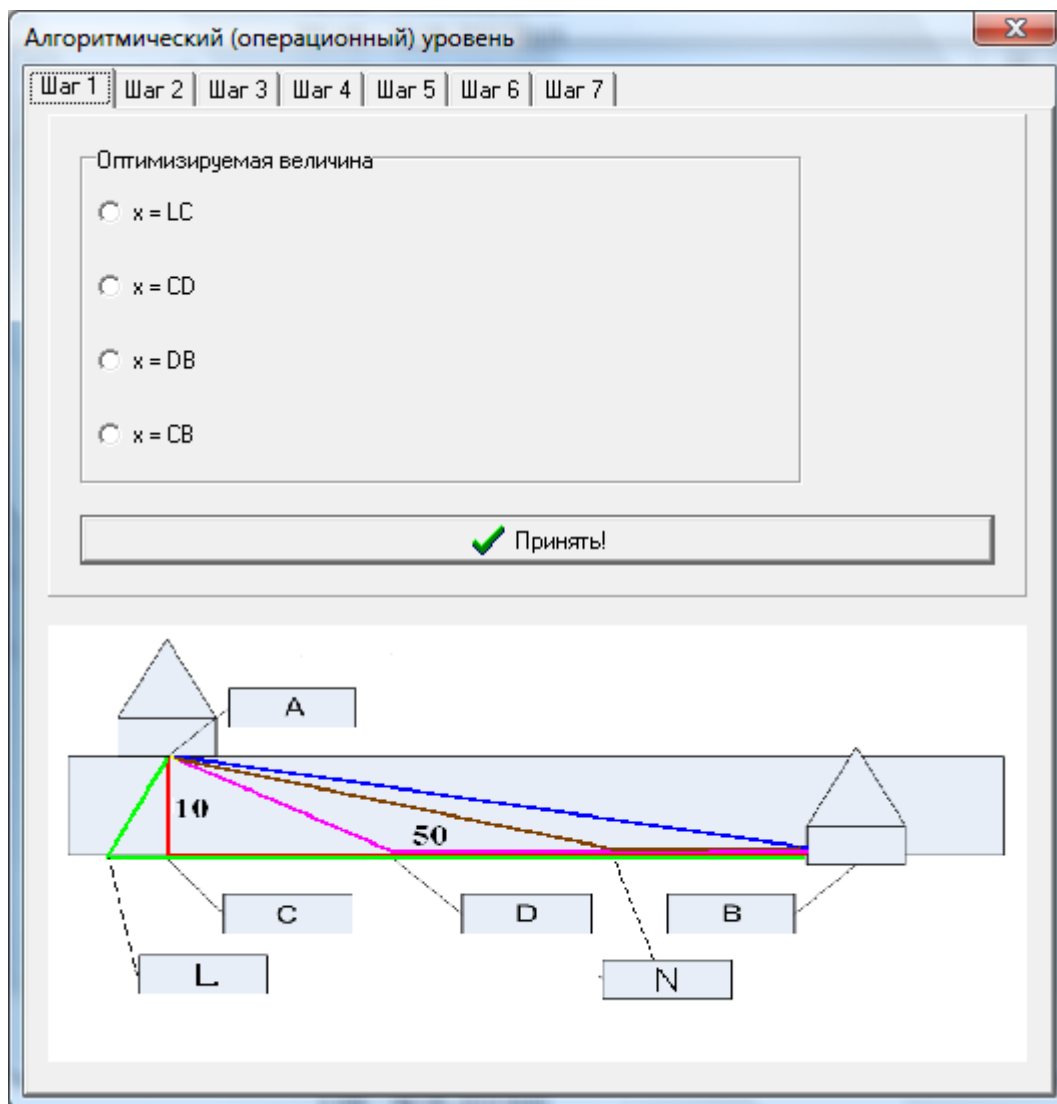 Алгоритмический (операционный) уровень
Шаг 1 Шаг 2 Шаг 3 Шаг 4 Шаг 5 Шаг 6 Шаг 7
Оптимизируемая величина
x = LC
x = CD
x = DB
x = CB
Принять!
A
10
50
C D B
L N